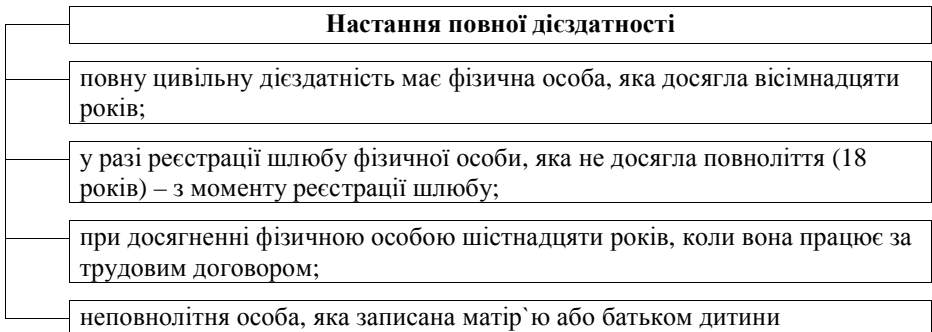 Настання повної дієздатності
повну цивільну дієздатність має фізична особа, яка досягла вісімнадцяти
років;
у разі реєстрації шлюбу фізичної особи, яка не досягла повноліття (18
років) – з моменту реєстрації шлюбу;
при досягненні фізичною особою шістнадцяти років, коли вона працює за
трудовим договором;
неповнолітня особа, яка записана матір`ю або батьком дитини